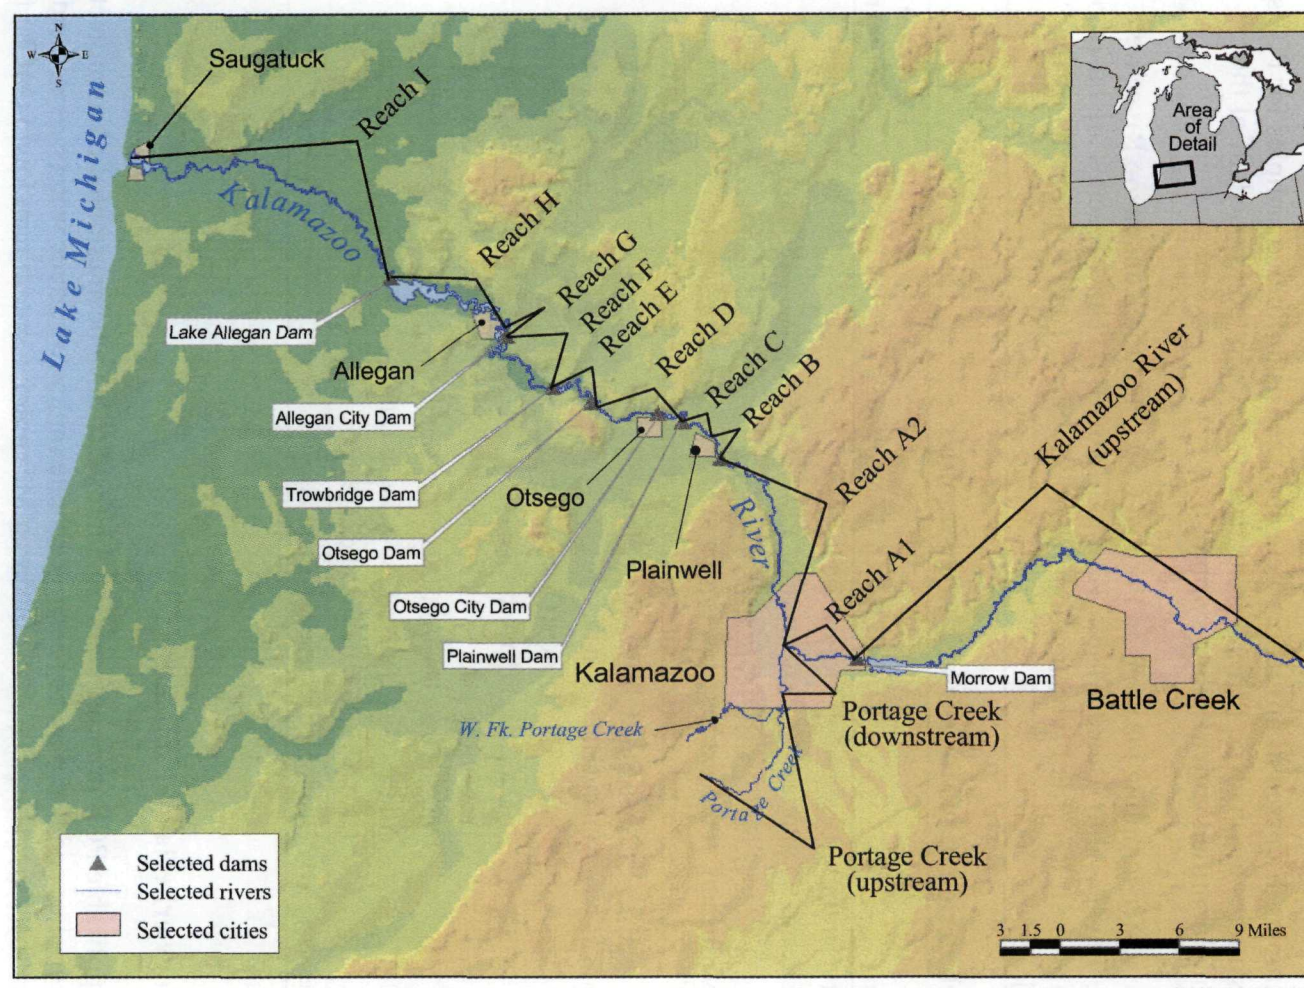 N
W E
S
Saugatuck
Reach I
Lake Michigan
Kalamazoo
Reach H
Reach G
Reach F
Reach E
Reach D
Reach C
Reach B
Reach A2
Reach A1
Kalamazoo River
(upstream)
Area
of
Detail
Lake Allegan Dam
Allegan
Allegan City Dam
Trowbridge Dam
Otsego
Otsego Dam
River
Plainwell
Otsego City Dam
Plainwell Dam
Kalamazoo
Morrow Dam
Battle Creek
W. Fk. Portage Creek
Portage Creek
(downstream)
Portage Creek
Portage Creek
(upstream)
Selected dams
Selected rivers
Selected cities
3 1.5 0 3 6 9 Miles